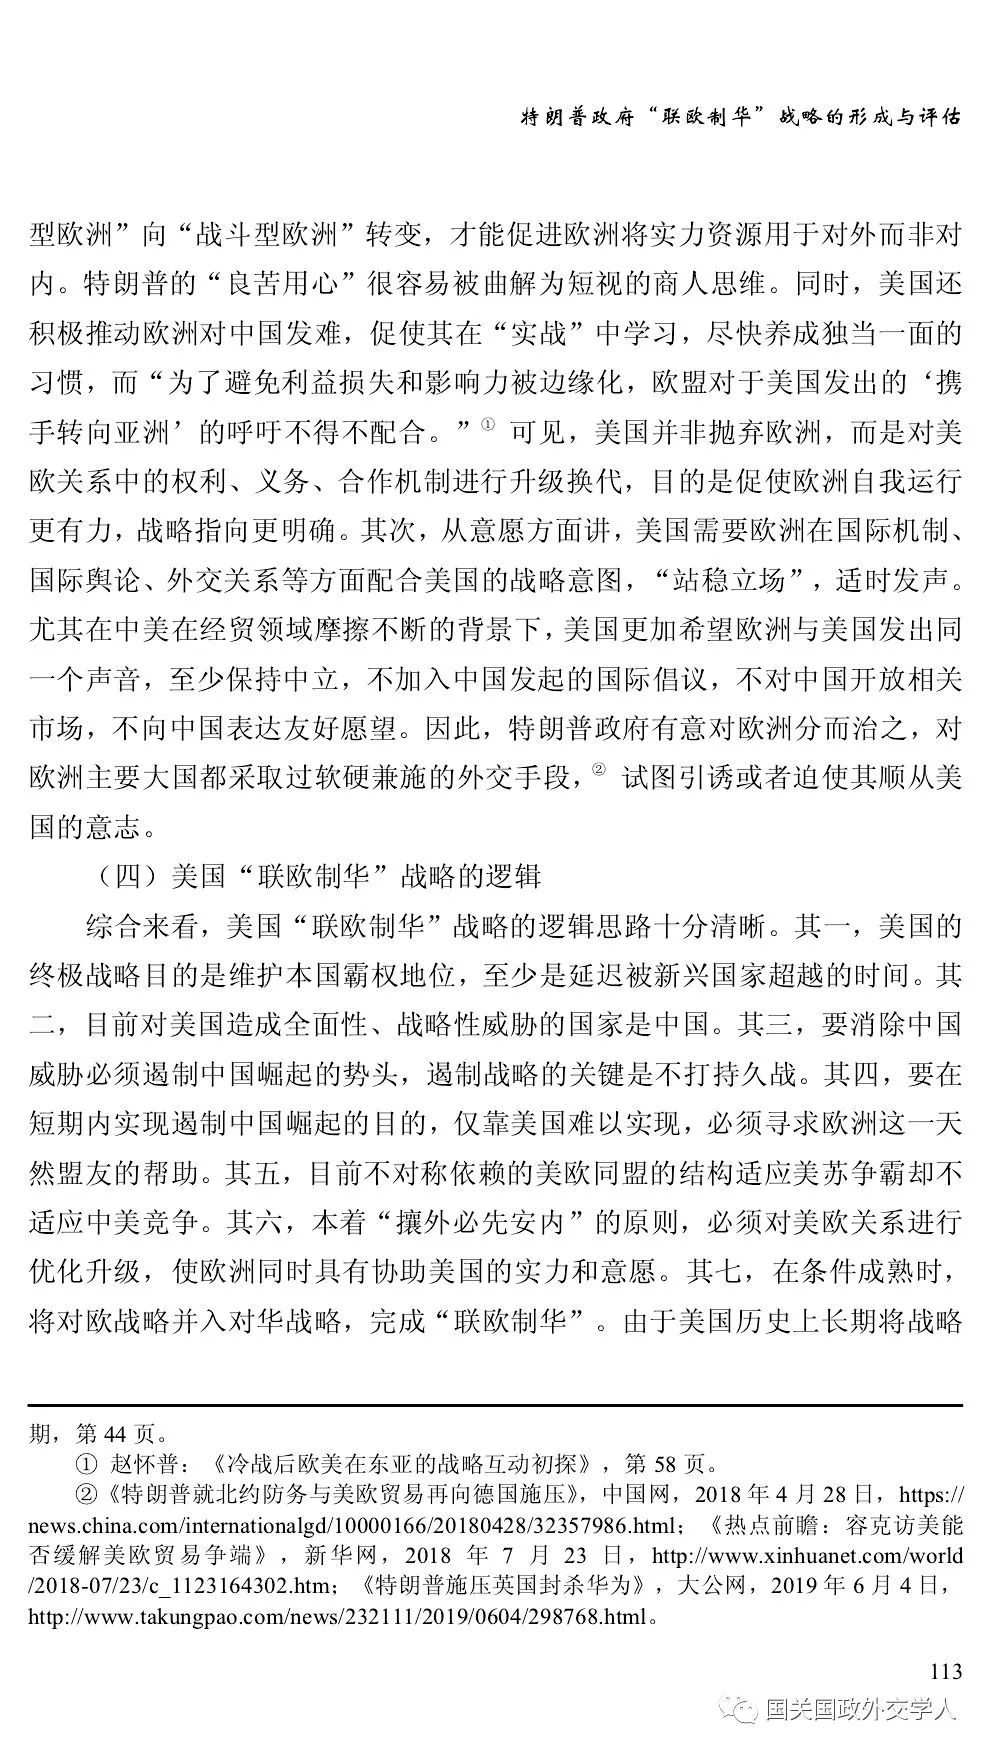 特朗普政府“联欧制华”战略的形成与评估
型欧洲”向“战斗型欧洲”转变，才能促进欧洲将实力资源用于对外而非对
内。特朗普的“良苦用心”很容易被曲解为短视的商人思维。同时，美国还
积极推动欧洲对中国发难，促使其在“实战”中学习，尽快养成独当一面的
习惯，而“为了避免利益损失和影响力被边缘化，欧盟对于美国发出的‘携
手转向亚洲’的呼吁不得不配合。”① 可见，美国并非抛弃欧洲，而是对美
欧关系中的权利、义务、合作机制进行升级换代，目的是促使欧洲自我运行
更有力，战略指向更明确。其次，从意愿方面讲，美国需要欧洲在国际机制、
国际舆论、外交关系等方面配合美国的战略意图，“站稳立场”，适时发声。
尤其在中美在经贸领域摩擦不断的背景下，美国更加希望欧洲与美国发出同
一个声音，至少保持中立，不加入中国发起的国际倡议，不对中国开放相关
市场，不向中国表达友好愿望。因此，特朗普政府有意对欧洲分而治之，对
欧洲主要大国都采取过软硬兼施的外交手段，② 试图引诱或者迫使其顺从美
国的意志。
（四）美国“联欧制华”战略的逻辑
综合来看，美国“联欧制华”战略的逻辑思路十分清晰。其一，美国的
终极战略目的是维护本国霸权地位，至少是延迟被新兴国家超越的时间。其
二，目前对美国造成全面性、战略性威胁的国家是中国。其三，要消除中国
威胁必须遏制中国崛起的势头，遏制战略的关键是不打持久战。其四，要在
短期内实现遏制中国崛起的目的，仅靠美国难以实现，必须寻求欧洲这一天
然盟友的帮助。其五，目前不对称依赖的美欧同盟的结构适应美苏争霸却不
适应中美竞争。其六，本着“攘外必先安内”的原则，必须对美欧关系进行
优化升级，使欧洲同时具有协助美国的实力和意愿。其七，在条件成熟时，
将对欧战略并入对华战略，完成“联欧制华”。由于美国历史上长期将战略
期，第 44 页。
① 赵怀普：《冷战后欧美在东亚的战略互动初探》，第 58 页。
②《特朗普就北约防务与美欧贸易再向德国施压》，中国网，2018 年 4 月 28 日，https://
news.china.com/internationalgd/10000166/20180428/32357986.html；《热点前瞻：容克访美能
否缓解美欧贸易争端》，新华网，2018 年 7 月 23 日，http://www.xinhuanet.com/world
/2018-07/23/c_1123164302.htm；《特朗普施压英国封杀华为》，大公网，2019 年 6 月 4 日，
http://www.takungpao.com/news/232111/2019/0604/298768.html。
113
国关国政外交学人